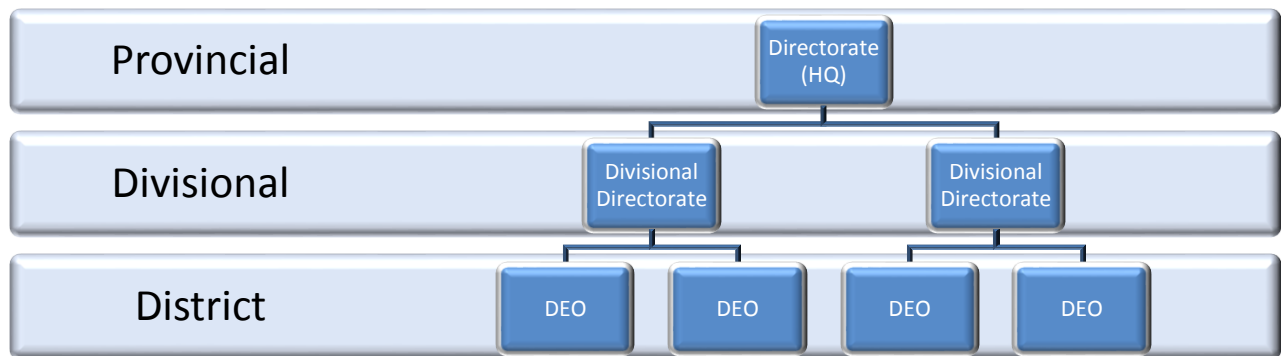 Provincial
Directorate
(HQ)
Divisional
Divisional
Directorate
Divisional
Directorate
District
DEO
DEO
DEO
DEO